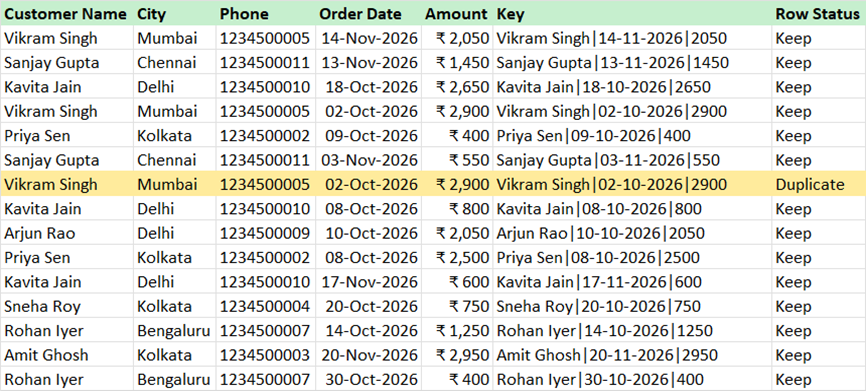 Customer Name City Phone Order Date Amount Key Row Status
Vikram Singh Mumbai 1234500005 14-Nov-2026 ₹ 2,050 Vikram Singh|14-11-2026|2050 Keep
Sanjay Gupta Chennai 1234500011 13-Nov-2026 ₹ 1,450 Sanjay Gupta|13-11-2026|1450 Keep
Kavita Jain Delhi 1234500010 18-Oct-2026 ₹ 2,650 Kavita Jain|18-10-2026|2650 Keep
Vikram Singh Mumbai 1234500005 02-Oct-2026 ₹ 2,900 Vikram Singh|02-10-2026|2900 Keep
Priya Sen Kolkata 1234500002 09-Oct-2026 ₹ 400 Priya Sen|09-10-2026|400 Keep
Sanjay Gupta Chennai 1234500011 03-Nov-2026 ₹ 550 Sanjay Gupta|03-11-2026|550 Keep
Vikram Singh Mumbai 1234500005 02-Oct-2026 ₹ 2,900 Vikram Singh|02-10-2026|2900 Duplicate
Kavita Jain Delhi 1234500010 08-Oct-2026 ₹ 800 Kavita Jain|08-10-2026|800 Keep
Arjun Rao Delhi 1234500009 10-Oct-2026 ₹ 2,050 Arjun Rao|10-10-2026|2050 Keep
Priya Sen Kolkata 1234500002 08-Oct-2026 ₹ 2,500 Priya Sen|08-10-2026|2500 Keep
Kavita Jain Delhi 1234500010 17-Nov-2026 ₹ 600 Kavita Jain|17-11-2026|600 Keep
Sneha Roy Kolkata 1234500004 20-Oct-2026 ₹ 750 Sneha Roy|20-10-2026|750 Keep
Rohan Iyer Bengaluru 1234500007 14-Oct-2026 ₹ 1,250 Rohan Iyer|14-10-2026|1250 Keep
Amit Ghosh Kolkata 1234500003 20-Nov-2026 ₹ 2,950 Amit Ghosh|20-11-2026|2950 Keep
Rohan Iyer Bengaluru 1234500007 30-Oct-2026 ₹ 400 Rohan Iyer|30-10-2026|400 Keep